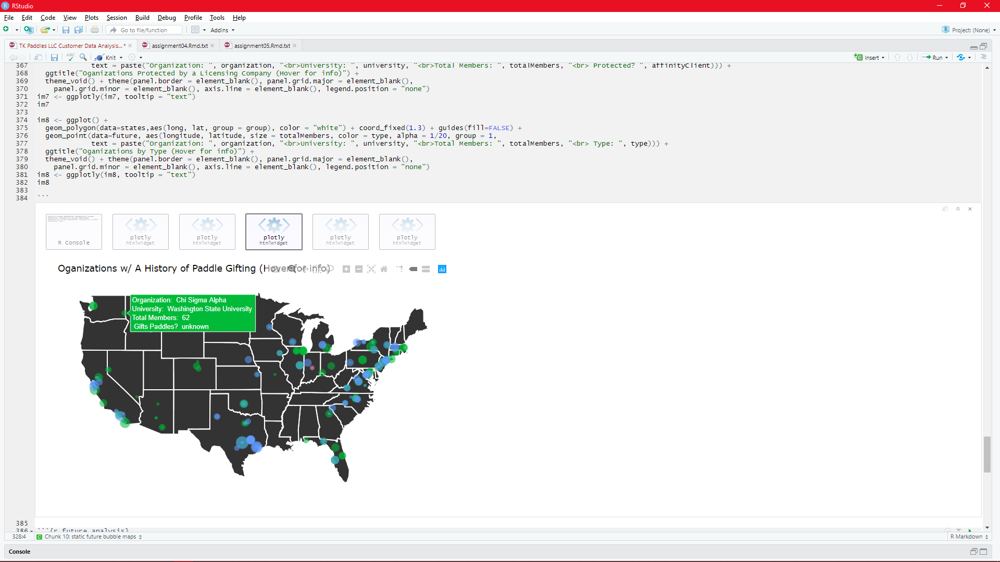 RStudio
File Edit Code View Plots Session Build Debug Profile Tools Help
Go to file/function Addins Project: (None)
TK Paddles LLC Customer Data Analysis...* assignment04.Rmd.txt assignment05.Rmd.txt
ABC Knit Insert Run
367 text = paste("Organization: ", organization, "<br>University: ", university, "<br>Total Members: ", totalMembers, "<br> Protected? ", affinityClient))) +
368 ggtitle("Oganizations Protected by a Licensing Company (Hover for info)") +
369 theme_void() + theme(panel.border = element_blank(), panel.grid.major = element_blank(),
370 panel.grid.minor = element_blank(), axis.line = element_blank(), legend.position = "none")
371 im7 <- ggplotly(im7, tooltip = "text")
372 im7
373
374 im8 <- ggplot() +
375 geom_polygon(data=states,aes(long, lat, group = group), color = "white") + coord_fixed(1.3) + guides(fill=FALSE) +
376 geom_point(data=future, aes(longitude, latitude, size = totalMembers, color = type, alpha = 1/20, group = 1,
377 text = paste("Organization: ", organization, "<br>University: ", university, "<br>Total Members: ", totalMembers, "<br> Type: ", type))) +
378 ggtitle("Oganizations by Type (Hover for info)") +
379 theme_void() + theme(panel.border = element_blank(), panel.grid.major = element_blank(),
380 panel.grid.minor = element_blank(), axis.line = element_blank(), legend.position = "none")
381 im8 <- ggplotly(im8, tooltip = "text")
382 im8
383
384 ```
R Console
plotly htmlwidget
plotly htmlwidget
plotly htmlwidget
plotly htmlwidget
plotly htmlwidget
Oganizations w/ A History of Paddle Gifting (Hover for info)
Organization: Chi Sigma Alpha
University: Washington State University
Total Members: 62
Gifts Paddles? unknown
385
386 ```{r future analysis}
328:4 Chunk 10: static future bubble maps R Markdown
Console